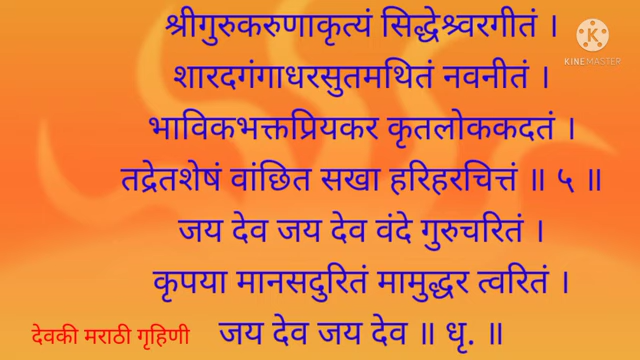 श्रीगुरुकरुणाकृत्यं सिद्धेश्र्वरगीतं ।
KINEMASTER
शारदगंगाधरसुतमथितं नवनीतं ।
भाविकभक्तप्रियकर कृतलोककदतं ।
तद्रेतशेषं वांछित सखा हरिहरचित्तं ॥ ५ ॥
जय देव जय देव वंदे गुरुचरितं ।
कृपया मानसदुरितं मामुद्धर त्वरितं ।
देवकी मराठी गृहिणी जय देव जय देव ॥ धृ. ॥